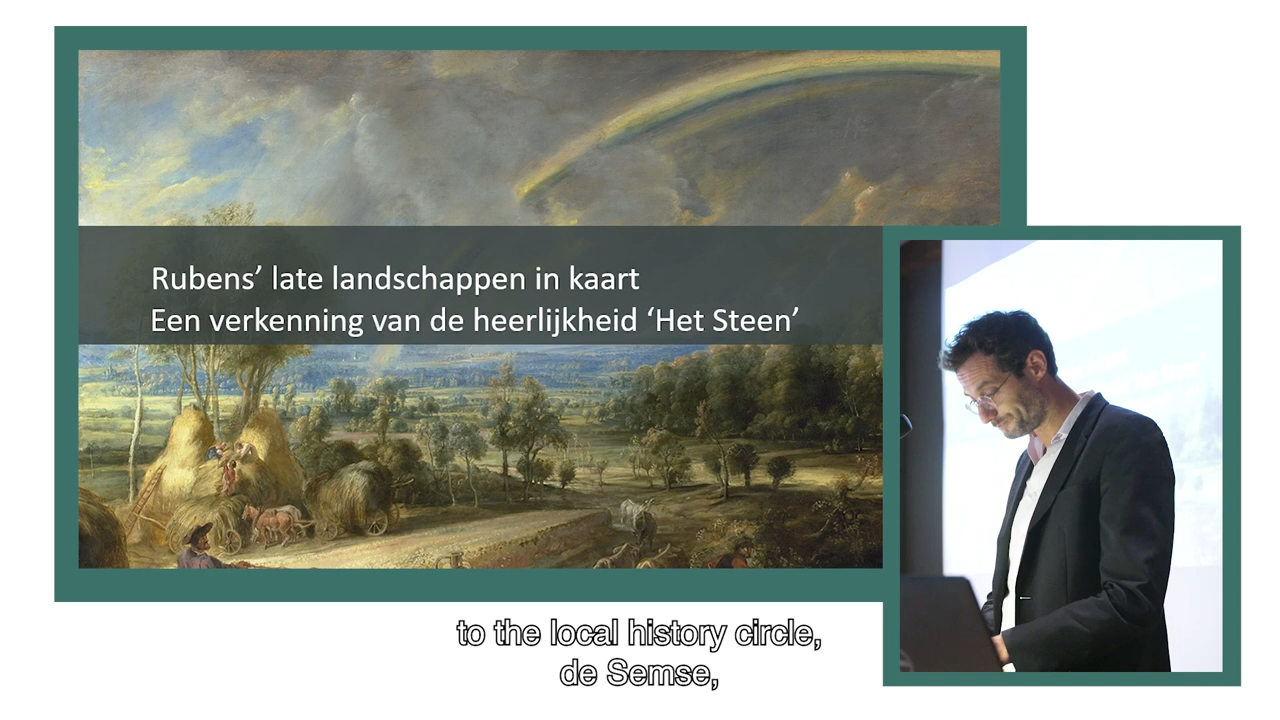 Rubens’ late landschappen in kaart
Een verkenning van de heerlijkheid ‘Het Steen’
to the local history circle,
de Semse,